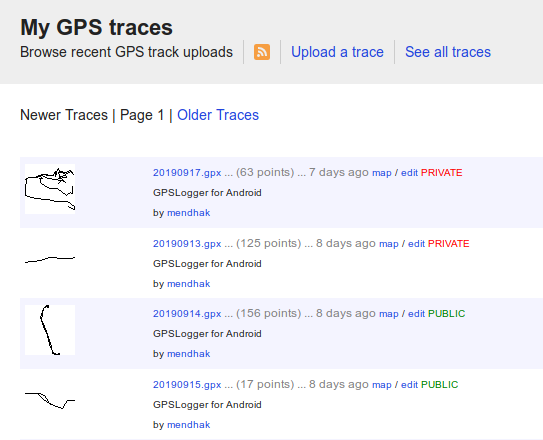 My GPS traces
Browse recent GPS track uploads Upload a trace See all traces
Newer Traces | Page 1 | Older Traces
20190917.gpx ... (63 points) ... 7 days ago map / edit PRIVATE
GPSLogger for Android
by mendhak
20190913.gpx ... (125 points) ... 8 days ago map / edit PRIVATE
GPSLogger for Android
by mendhak
20190914.gpx ... (156 points) ... 8 days ago map / edit PUBLIC
GPSLogger for Android
by mendhak
20190915.gpx ... (17 points) ... 8 days ago map / edit PUBLIC
GPSLogger for Android
by mendhak